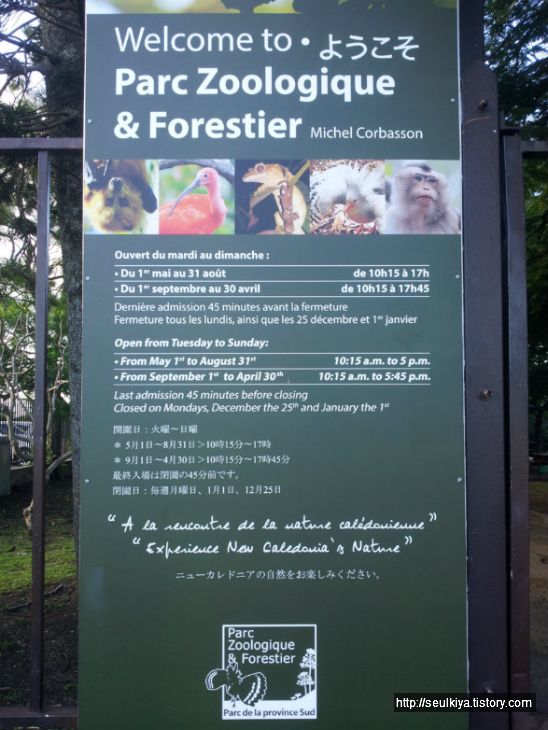 Welcome to • ようこそ
Parc Zoologique
& Forestier Michel Corbasson
Ouvert du mardi au dimanche :
• Du 1er mai au 31 août de 10h15 à 17h
• Du 1er septembre au 30 avril de 10h15 à 17h45
Dernière admission 45 minutes avant la fermeture
Fermeture tous les lundis, ainsi que les 25 décembre et 1er janvier
Open from Tuesday to Sunday:
• From May 1st to August 31st 10:15 a.m. to 5 p.m.
• From September 1st to April 30th 10:15 a.m. to 5:45 p.m.
Last admission 45 minutes before closing
Closed on Mondays, December the 25th and January the 1st
開園日：火曜～日曜
＊ 5月1日～8月31日＞10時15分～17時
＊ 9月1日～4月30日＞10時15分～17時45分
最終入場は閉園の45分前です。
閉園日：毎週月曜日、1月1日、12月25日
“A la rencontre de la nature calédonienne”
“Experience New Caledonia's Nature”
ニューカレドニアの自然をお楽しみください。
Parc
Zoologique
& Forestier
Parc de la province Sud
http://seulkiya.tistory.com